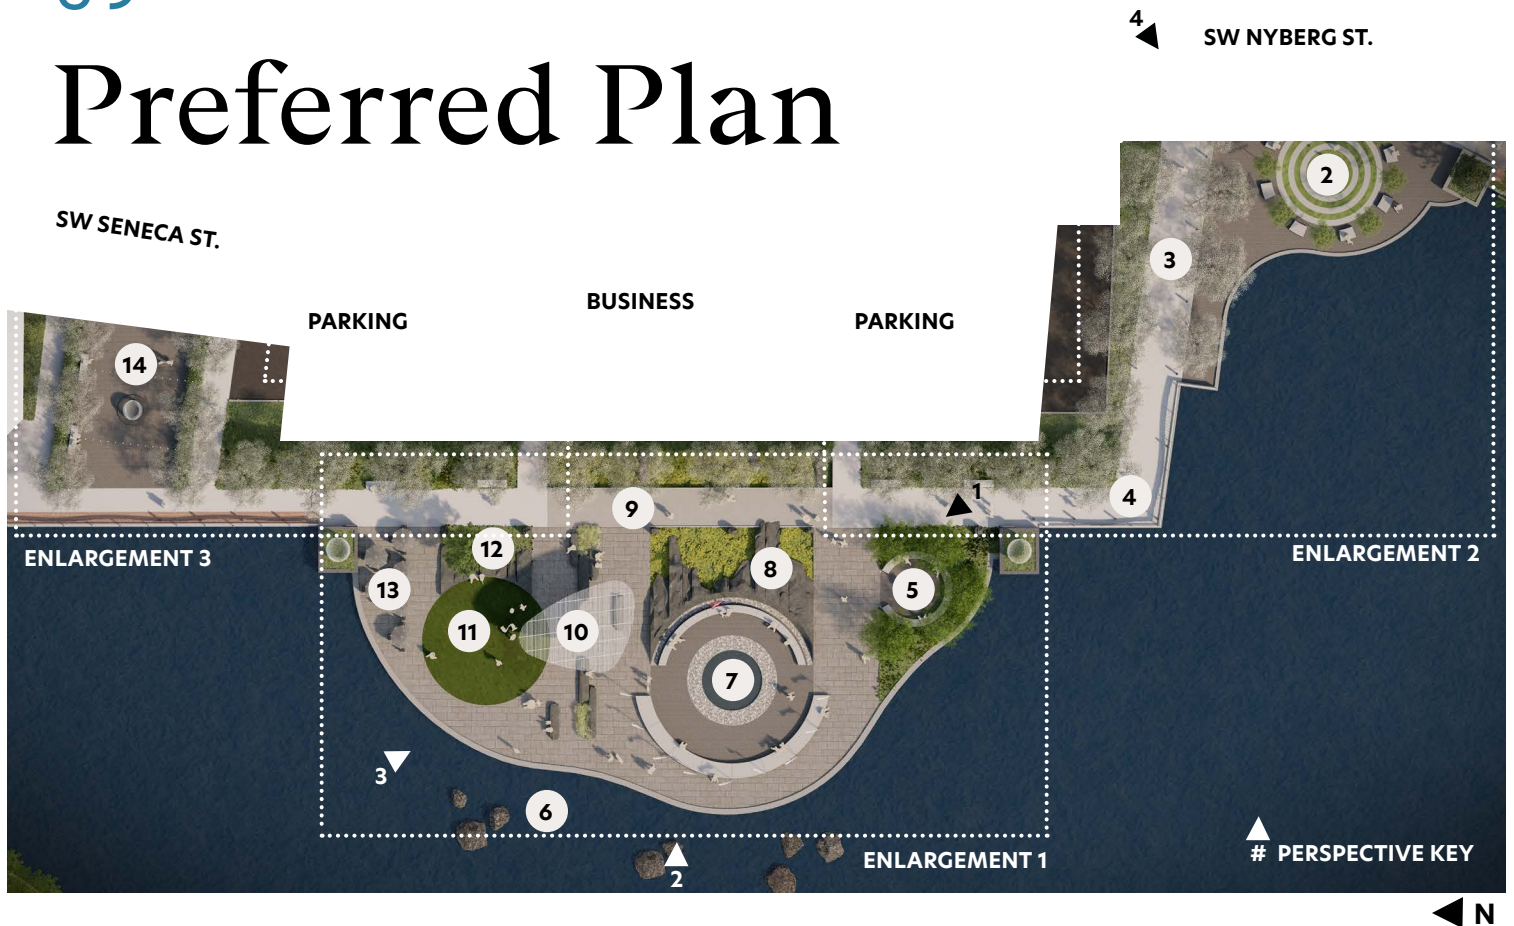 4
SW NYBERG ST.
Preferred Plan
2
SW SENECA ST.
3
BUSINESS
PARKING
PARKING
14
1
4
9
12
ENLARGEMENT 3
ENLARGEMENT 2
8
13
5
11
10
7
3
6
ENLARGEMENT 1
# PERSPECTIVE KEY
2
N